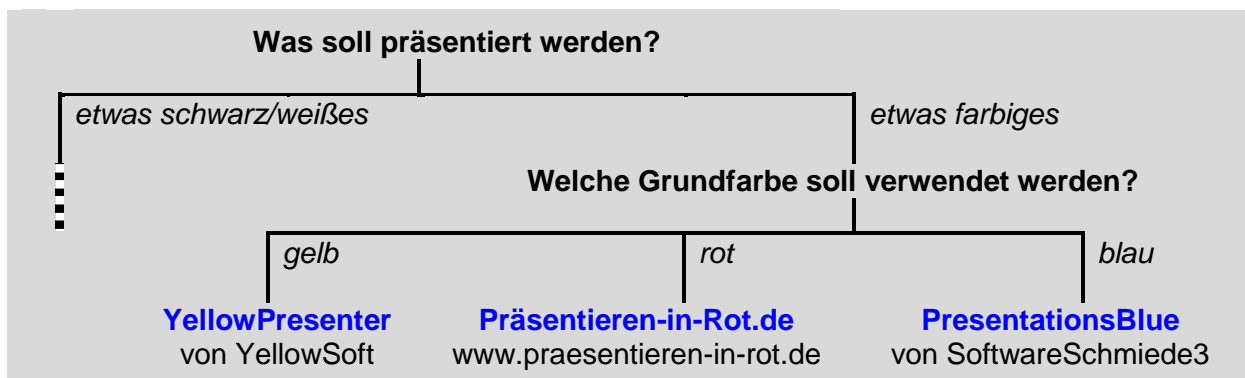 Was soll präsentiert werden?
etwas schwarz/weißes
etwas farbiges
Welche Grundfarbe soll verwendet werden?
gelb
rot
blau
YellowPresenter
von YellowSoft
Präsentieren-in-Rot.de
www.praesentieren-in-rot.de
PresentationsBlue
von SoftwareSchmiede3